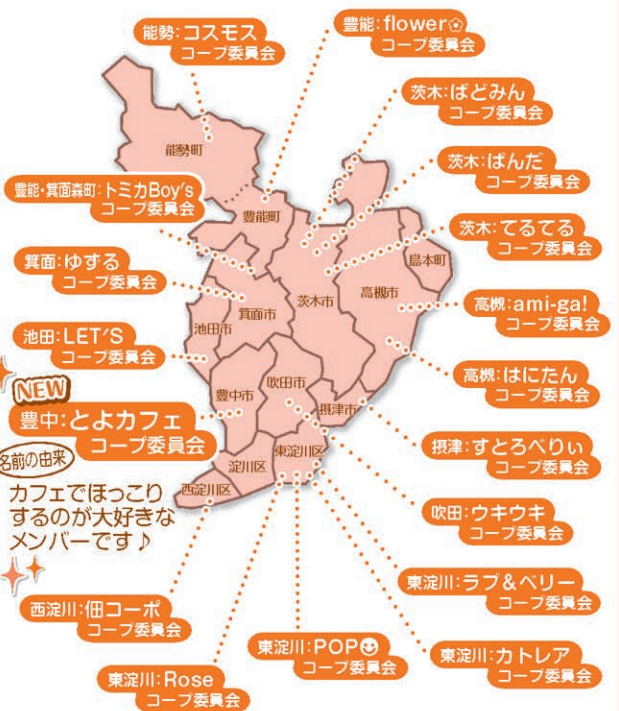 能勢:コスモス
コープ委員会
豊能:flower
コープ委員会
茨木:ばどみん
コープ委員会
茨木:ぱんだ
コープ委員会
豊能・箕面森町:トミカBoy's
コープ委員会
茨木:てるてる
コープ委員会
箕面:ゆずる
コープ委員会
高槻:ami-ga!
コープ委員会
池田:LET'S
コープ委員会
高槻:はにたん
コープ委員会
NEW
豊中:とよカフェ
コープ委員会
名前の由来
カフェでほっこり
するのが大好きな
メンバーです♪
摂津:すとろべりぃ
コープ委員会
吹田:ウキウキ
コープ委員会
西淀川:佃コーポ
コープ委員会
東淀川:ラブ&ベリー
コープ委員会
東淀川:Rose
コープ委員会
東淀川:POP
コープ委員会
東淀川:カトレア
コープ委員会
能勢町
豊能町
島本町
高槻市
茨木市
箕面市
池田市
豊中市
吹田市
摂津市
淀川区
東淀川区
西淀川区